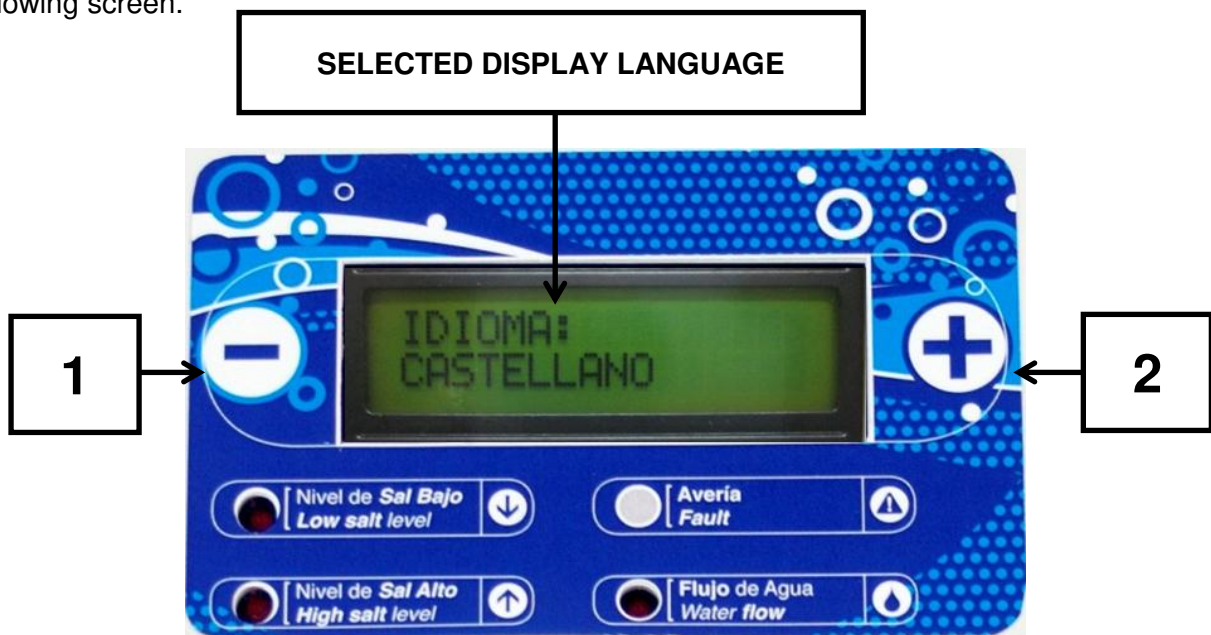 lowing screen.
SELECTED DISPLAY LANGUAGE
1
IDIOMA:
CASTELLANO
2
Nivel de Sal Bajo
Low salt level
Avería
Fault
Nivel de Sal Alto
High salt level
Flujo de Agua
Water flow